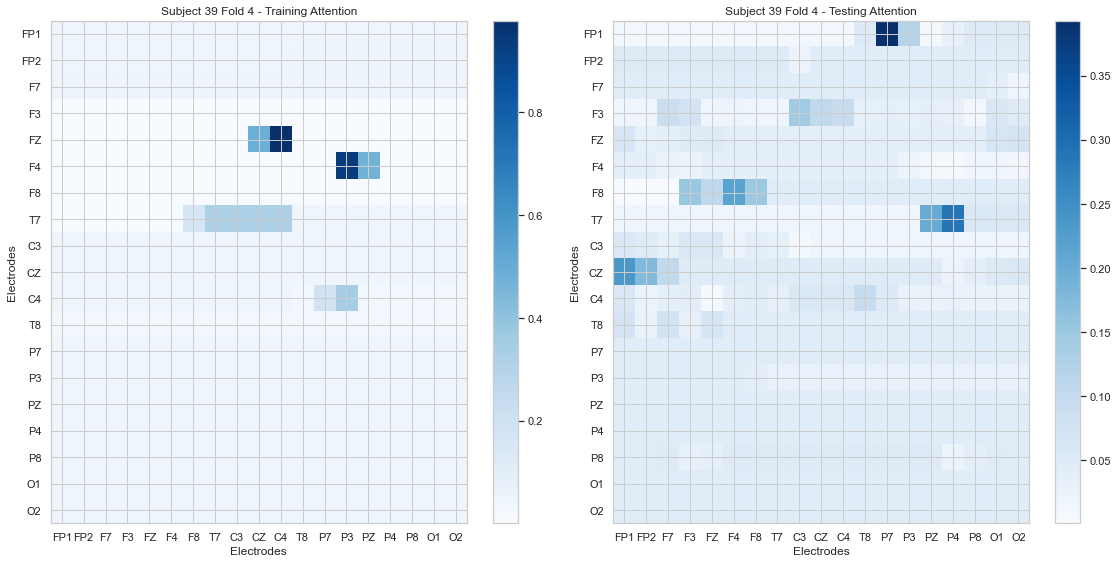 Subject 39 Fold 4 - Training Attention
FP1
FP2
F7
F3
FZ
F4
F8
T7
C3
CZ
C4
T8
P7
P3
PZ
P4
P8
O1
O2
Electrodes
FP1 FP2 F7 F3 FZ F4 F8 T7 C3 CZ C4 T8 P7 P3 PZ P4 P8 O1 O2
Electrodes
0.8
0.6
0.4
0.2
Subject 39 Fold 4 - Testing Attention
FP1
FP2
F7
F3
FZ
F4
F8
T7
C3
CZ
C4
T8
P7
P3
PZ
P4
P8
O1
O2
Electrodes
FP1 FP2 F7 F3 FZ F4 F8 T7 C3 CZ C4 T8 P7 P3 PZ P4 P8 O1 O2
Electrodes
0.35
0.30
0.25
0.20
0.15
0.10
0.05